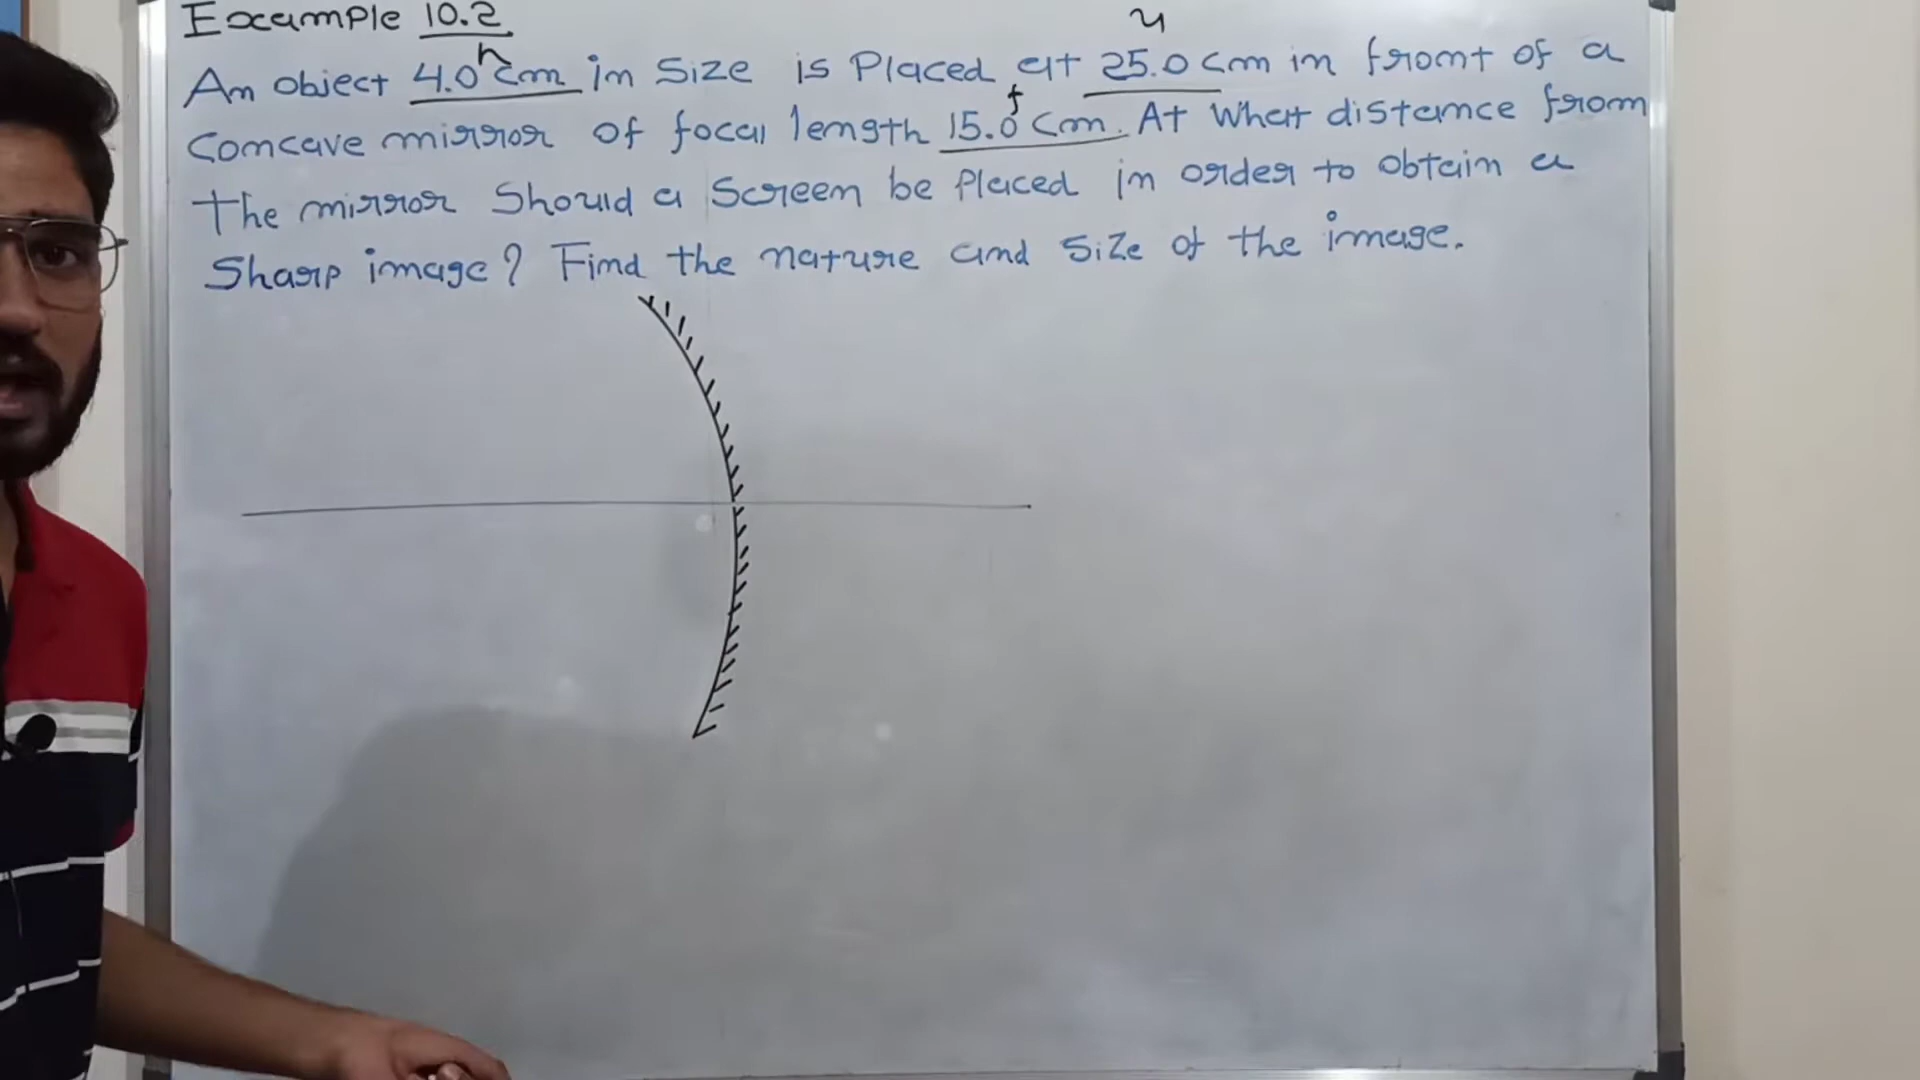 Example 10.2
h u
An object 4.0 cm in size is Placed at 25.0 cm in front of a
f
Concave mirror of focal length 15.0 cm. At what distance from
the mirror should a Screen be Placed in order to obtain a
Sharp image? Find the nature and size of the image.